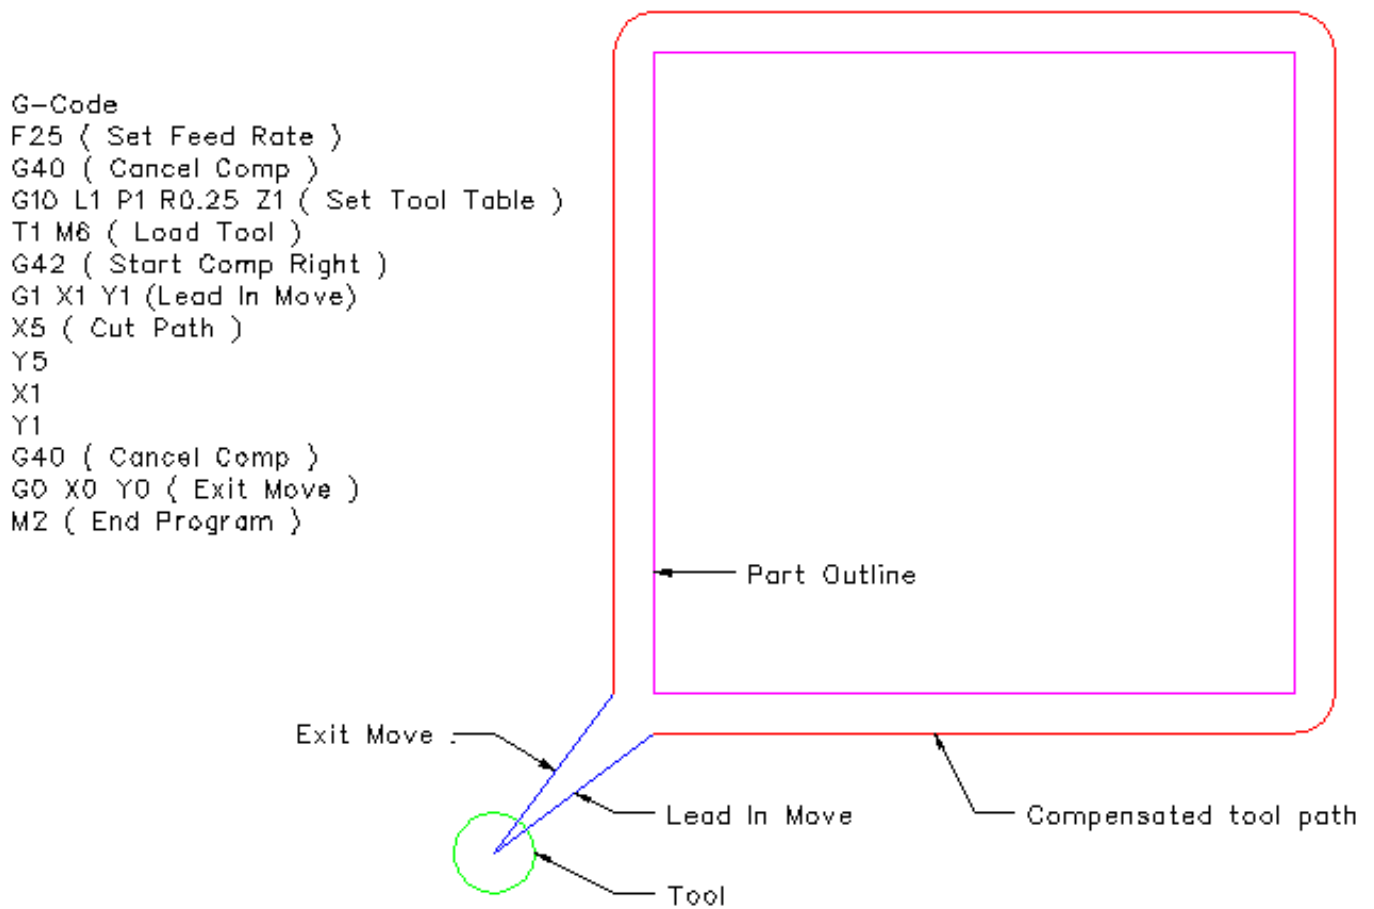 G-Code
F25 ( Set Feed Rate )
G40 ( Cancel Comp )
G10 L1 P1 R0.25 Z1 ( Set Tool Table )
T1 M6 ( Load Tool )
G42 ( Start Comp Right )
G1 X1 Y1 (Lead In Move)
X5 ( Cut Path )
Y5
X1
Y1
G40 ( Cancel Comp )
G0 X0 Y0 ( Exit Move )
M2 ( End Program )
Part Outline
Exit Move
Lead In Move
Compensated tool path
Tool